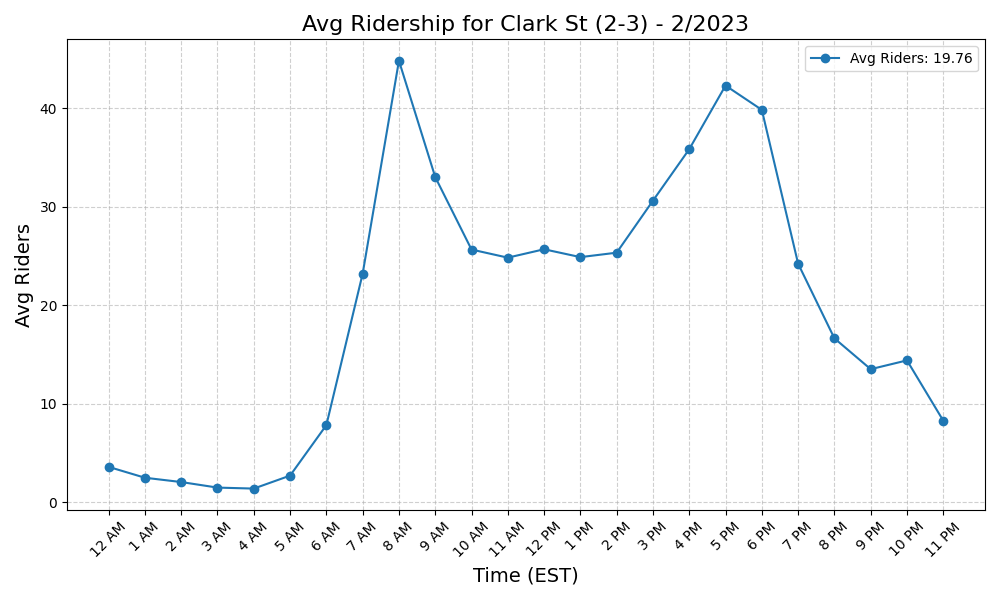 Avg Ridership for Clark St (2-3) - 2/2023
Avg Riders: 19.76
Avg Riders
40
30
20
10
0
12 AM
1 AM
2 AM
3 AM
4 AM
5 AM
6 AM
7 AM
8 AM
9 AM
10 AM
11 AM
12 PM
1 PM
2 PM
3 PM
4 PM
5 PM
6 PM
7 PM
8 PM
9 PM
10 PM
11 PM
Time (EST)